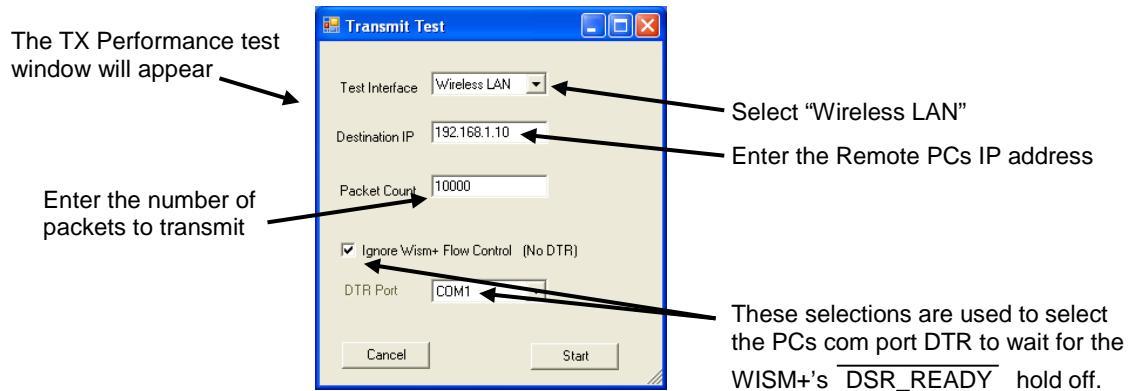 Transmit Test
The TX Performance test
window will appear
Test Interface Wireless LAN
Select “Wireless LAN”
Destination IP 192.168.1.10
Enter the Remote PCs IP address
Packet Count 10000
Enter the number of
packets to transmit
Ignore Wism+ Flow Control (No DTR)
DTR Port COM1
These selections are used to select
the PCs com port DTR to wait for the
WISM+'s DSR_READY hold off.
Cancel Start